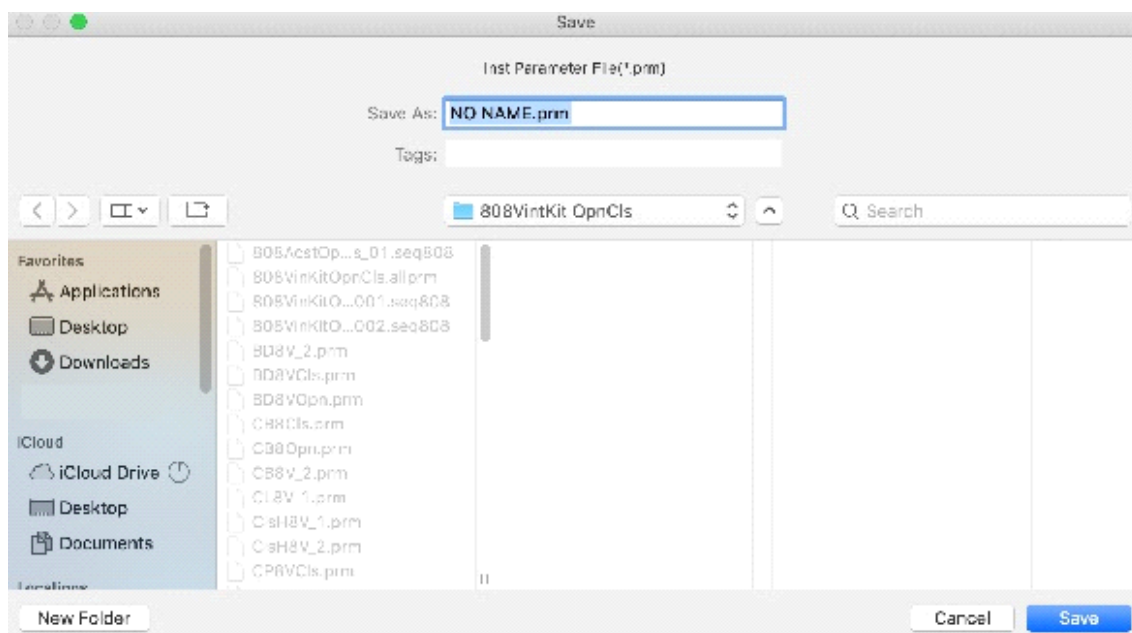 Save
Inst Parameter File(*.prm)
Save As: NO NAME.prm
Tags:
808VintKit OpnCls
Search
Favorites
Applications
Desktop
Downloads
iCloud
iCloud Drive
Desktop
Documents
Locations
808AcstOp...s_01.seq808
808VinKitOpnCls.allprm
808VinKitO...001.seq808
808VinKitO...002.seq808
BD8V_2.prm
BD8VCls.prm
BD8VOpn.prm
CB8Cls.prm
CB8Opn.prm
CB8V_2.prm
CL8V_1.prm
ClsH8V_1.prm
ClsH8V_2.prm
CP8VCls.prm
New Folder
Cancel
Save